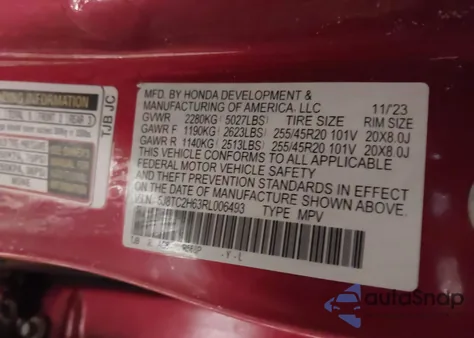 INFORMATION
TJB JC
MFD. BY HONDA DEVELOPMENT &
MANUFACTURING OF AMERICA, LLC 11/23
GVWR 2280KG 5027LBS TIRE SIZE RIM SIZE
GAWR F 1190KG 2623LBS 255/45R20 101V 20X8.0J
GAWR R 1140KG 2513LBS 255/45R20 101V 20X8.0J
THIS VEHICLE CONFORMS TO ALL APPLICABLE
FEDERAL MOTOR VEHICLE SAFETY
AND THEFT PREVENTION STANDARDS IN EFFECT
ON THE DATE OF MANUFACTURE SHOWN
ABOVE.
5J8TC2H63RL006493 TYPE MPV
autoSnap